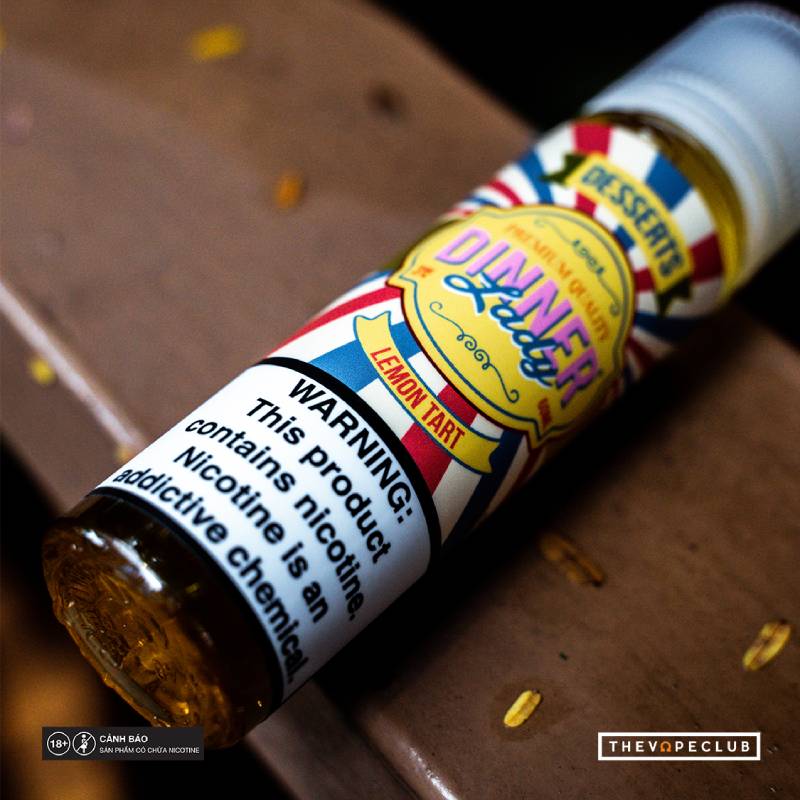 DESSERTS
PREMIUM QUALITY
DINNER
Lady
60ML
LEMON TART
WARNING:
This product
contains nicotine.
Nicotine is an
addictive chemical.
18+
CẢNH BÁO
SẢN PHẨM CÓ CHỨA NICOTINE
THEVAPECLUB